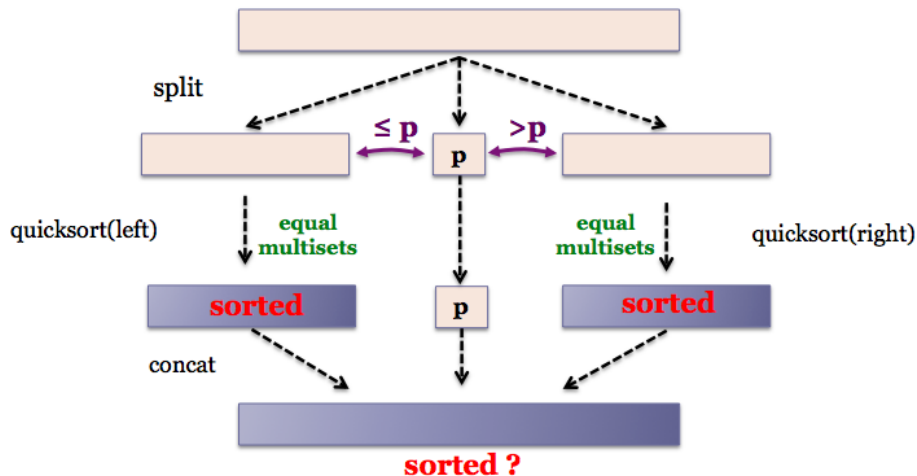 split
≤ p
>p
p
quicksort(left)
equal
multisets
equal
multisets
quicksort(right)
sorted
p
sorted
concat
sorted ?